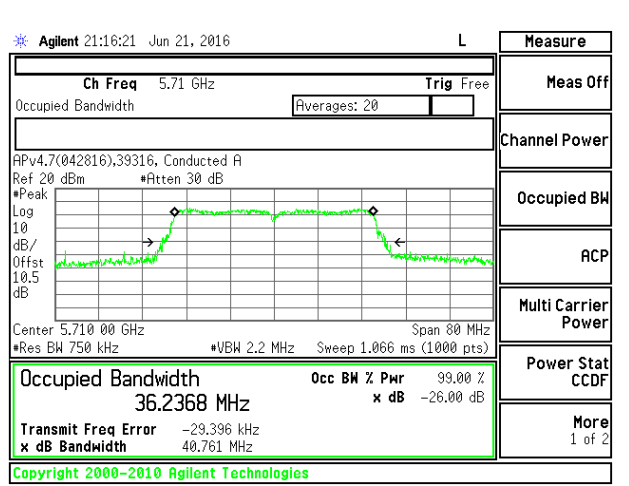 Agilent 21:16:21 Jun 21, 2016 L Measure
Ch Freq 5.71 GHz Trig Free
Occupied Bandwidth Averages: 20
APv4.7(042816),39316, Conducted A
Ref 20 dBm #Atten 30 dB
#Peak
Log
10
dB/
Offst
10.5
dB
Center 5.710 00 GHz Span 80 MHz
#Res BW 750 kHz #VBW 2.2 MHz Sweep 1.066 ms (1000 pts)
Occupied Bandwidth Occ BW % Pwr 99.00 %
36.2368 MHz x dB -26.00 dB
Transmit Freq Error -29.396 kHz
x dB Bandwidth 40.761 MHz
Copyright 2000-2010 Agilent Technologies
Meas Off
Channel Power
Occupied BW
ACP
Multi Carrier
Power
Power Stat
CCDF
More
1 of 2